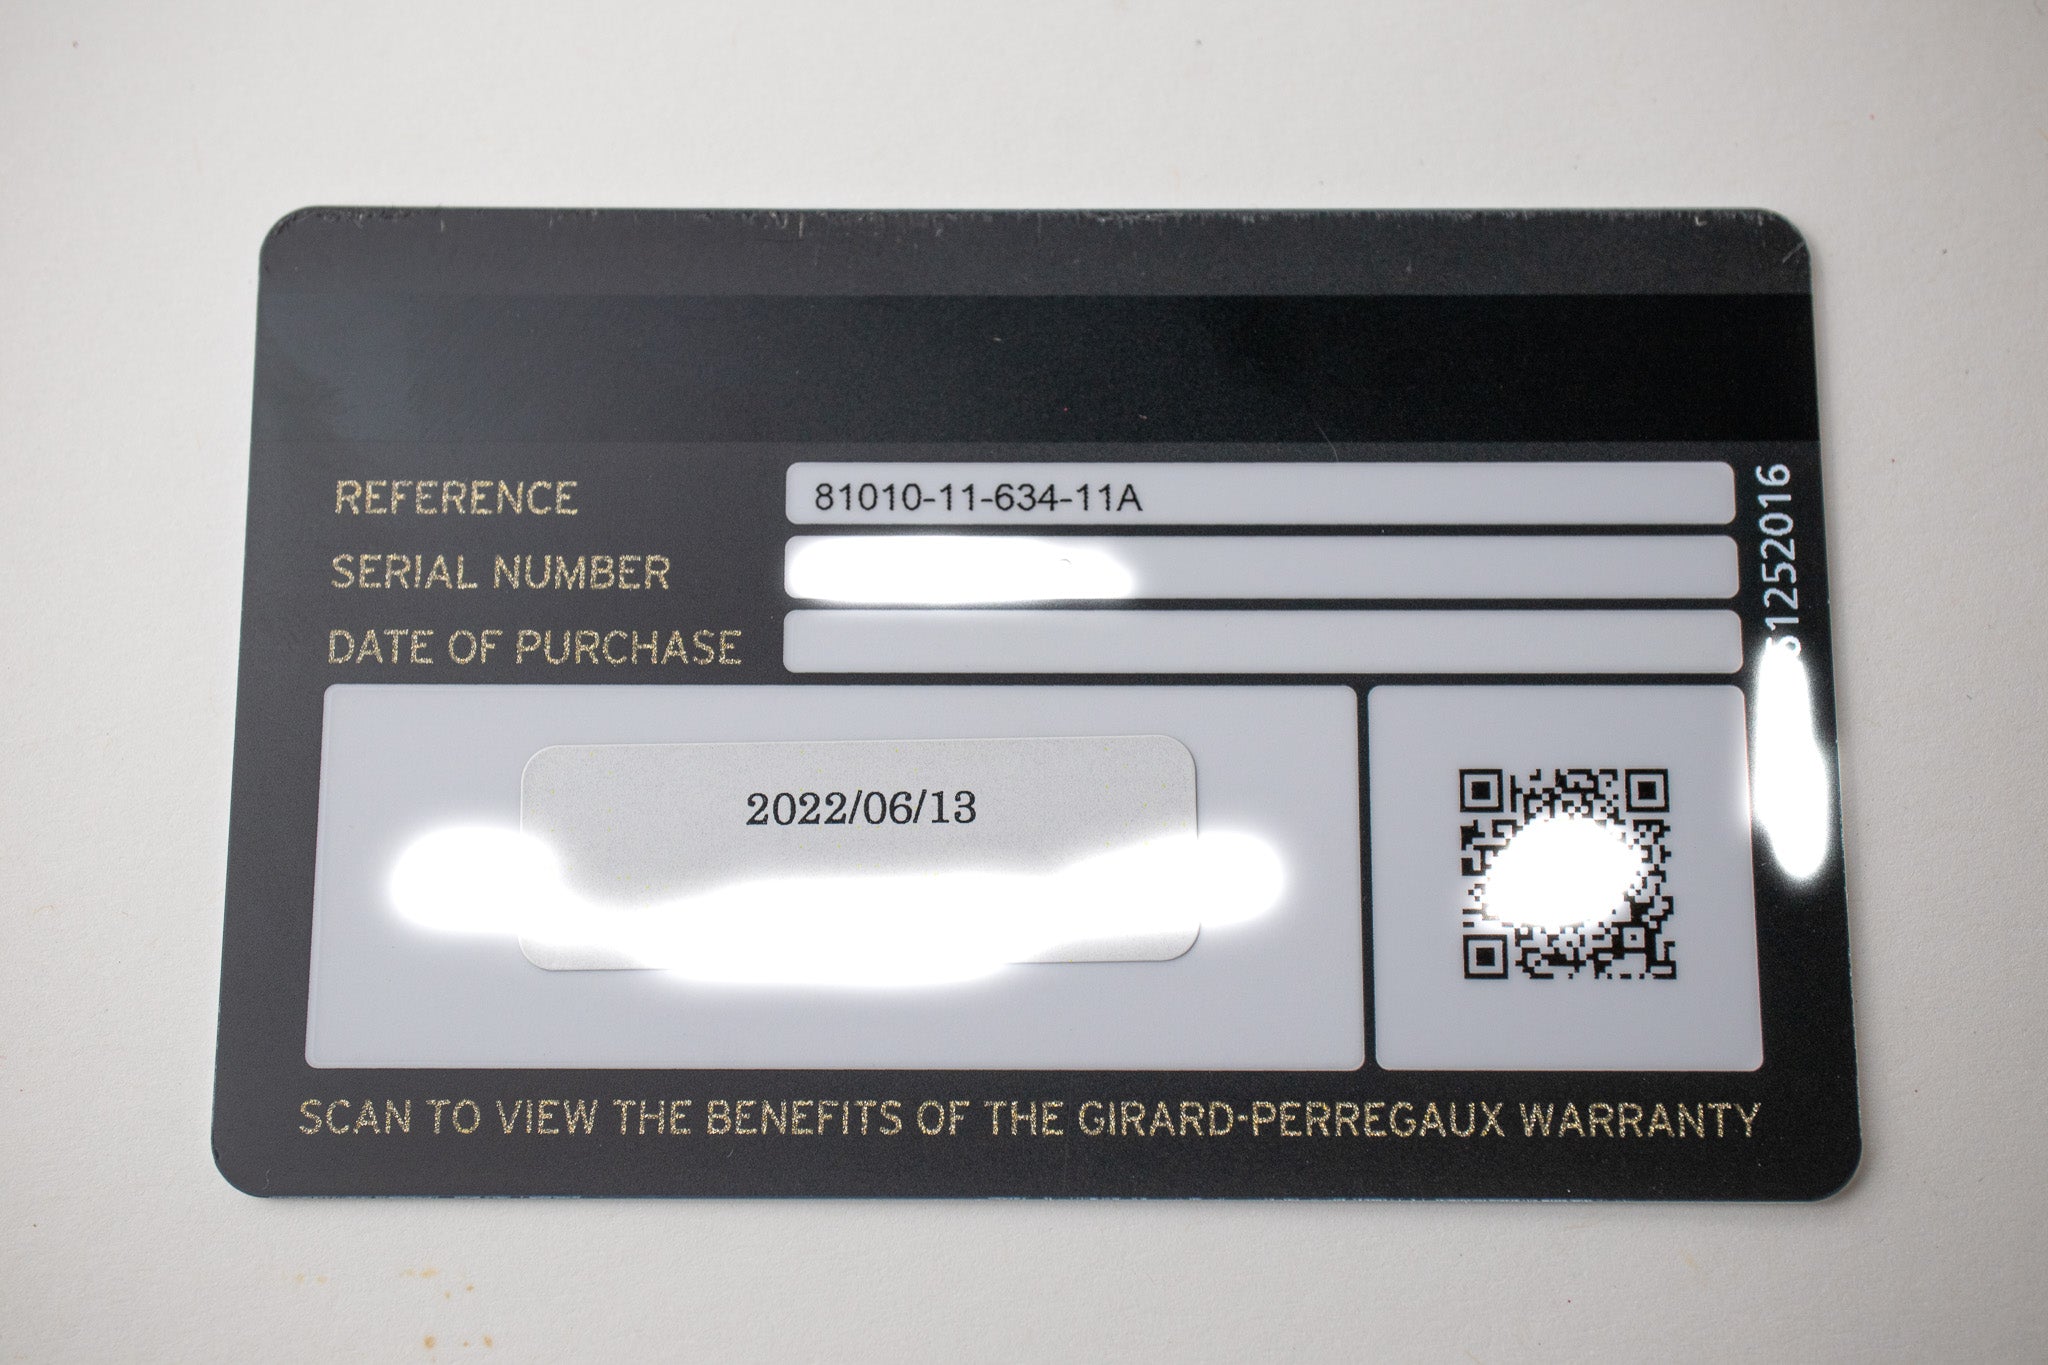 REFERENCE 81010-11-634-11A
SERIAL NUMBER
DATE OF PURCHASE
2022/06/13
SCAN TO VIEW THE BENEFITS OF THE GIRARD-PERREGAUX WARRANTY